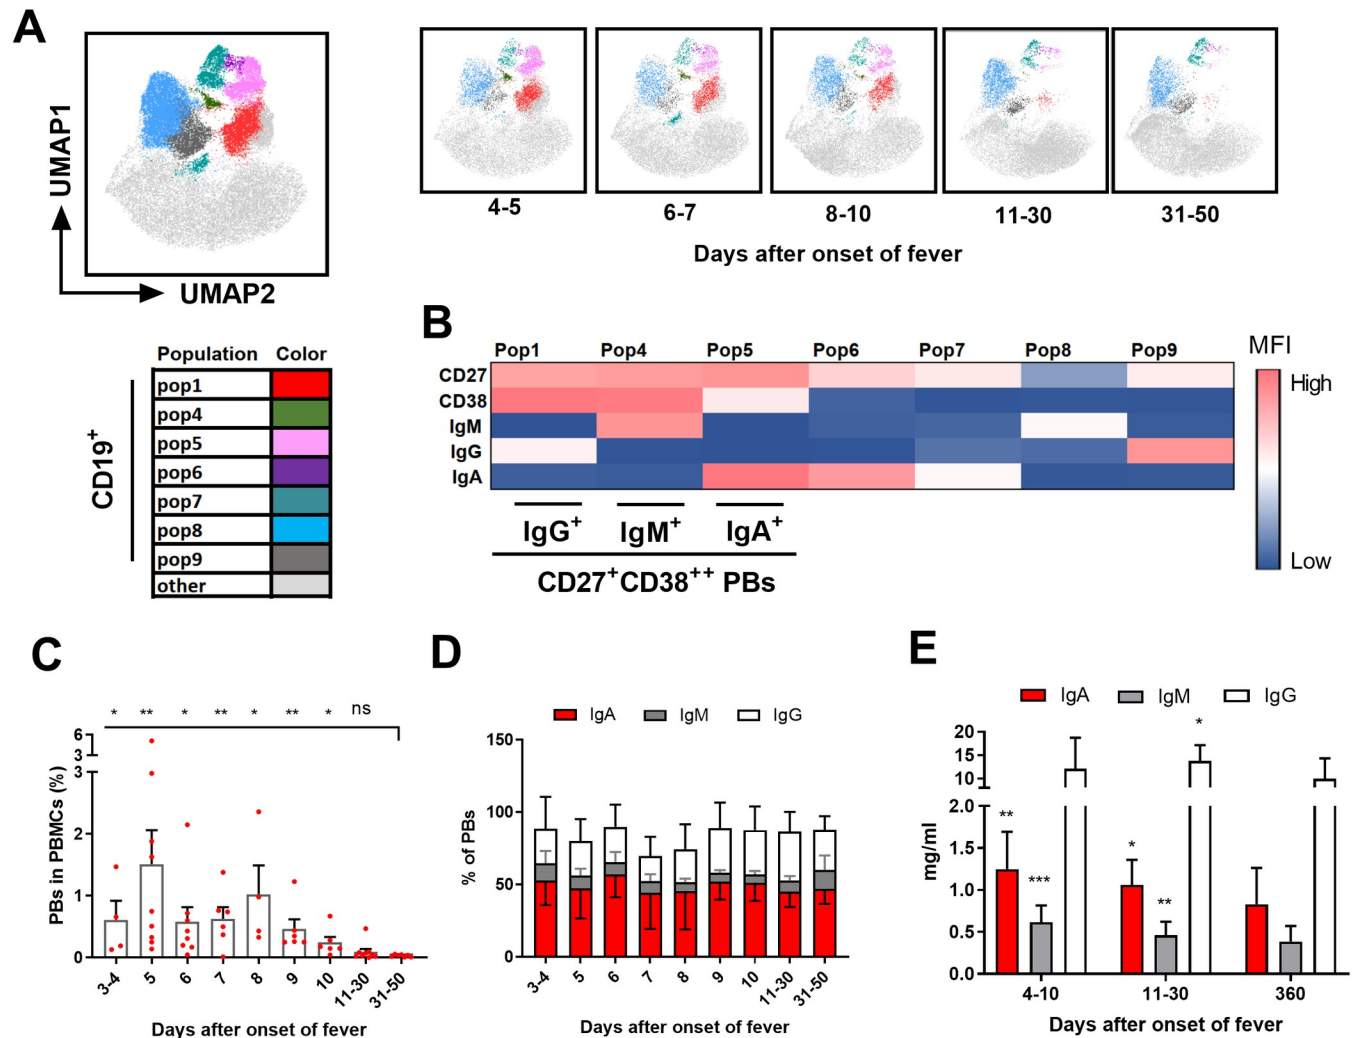 A
UMAP1
UMAP2
4-5
6-7
8-10
11-30
31-50
Days after onset of fever
Population Color
CD19+
pop1
pop4
pop5
pop6
pop7
pop8
pop9
other
B
Pop1 Pop4 Pop5 Pop6 Pop7 Pop8 Pop9
CD27
CD38
IgM
IgG
IgA
MFI
High
Low
IgG+ IgM+ IgA+
CD27+CD38++ PBs
C
* ** * ** * ** * ns
PBs in PBMCs (%)
6
3
3
2
1
0
3-4
5
6
7
8
9
10
11-30
31-50
Days after onset of fever
D
IgA IgM IgG
% of PBs
150
100
50
0
3-4
5
6
7
8
9
10
11-30
31-50
Days after onset of fever
E
IgA IgM IgG
mg/ml
20
15
10
2.0
1.5
1.0
0.5
0.0
**
***
*
**
*
4-10
11-30
360
Days after onset of fever